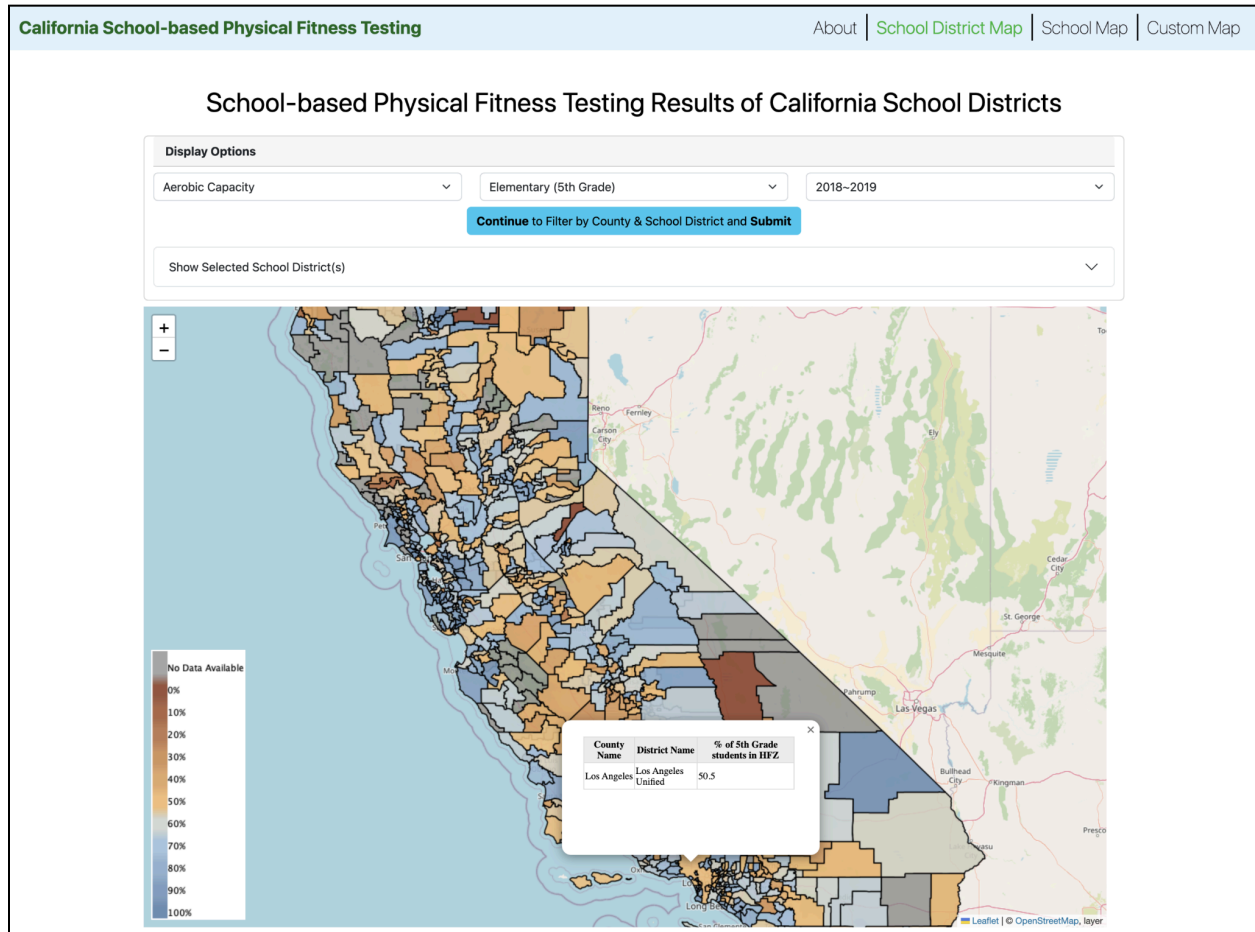 California School-based Physical Fitness Testing
About
School District Map
School Map
Custom Map
School-based Physical Fitness Testing Results of California School Districts
Display Options
Aerobic Capacity
Elementary (5th Grade)
2018~2019
Continue to Filter by County & School District and Submit
Show Selected School District(s)
+
−
Reno
Fernley
Carson
City
Ely
Cedar
City
St. George
Mesquite
Pahrump
Las Vegas
Bullhead
City
Kingman
Presco
Long Be
No Data Available
0%
10%
20%
30%
40%
50%
60%
70%
80%
90%
100%
×
County Name
District Name
% of 5th Grade
students in HFZ
Los Angeles
Los Angeles
Unified
50.5
Leaflet | © OpenStreetMap, layer